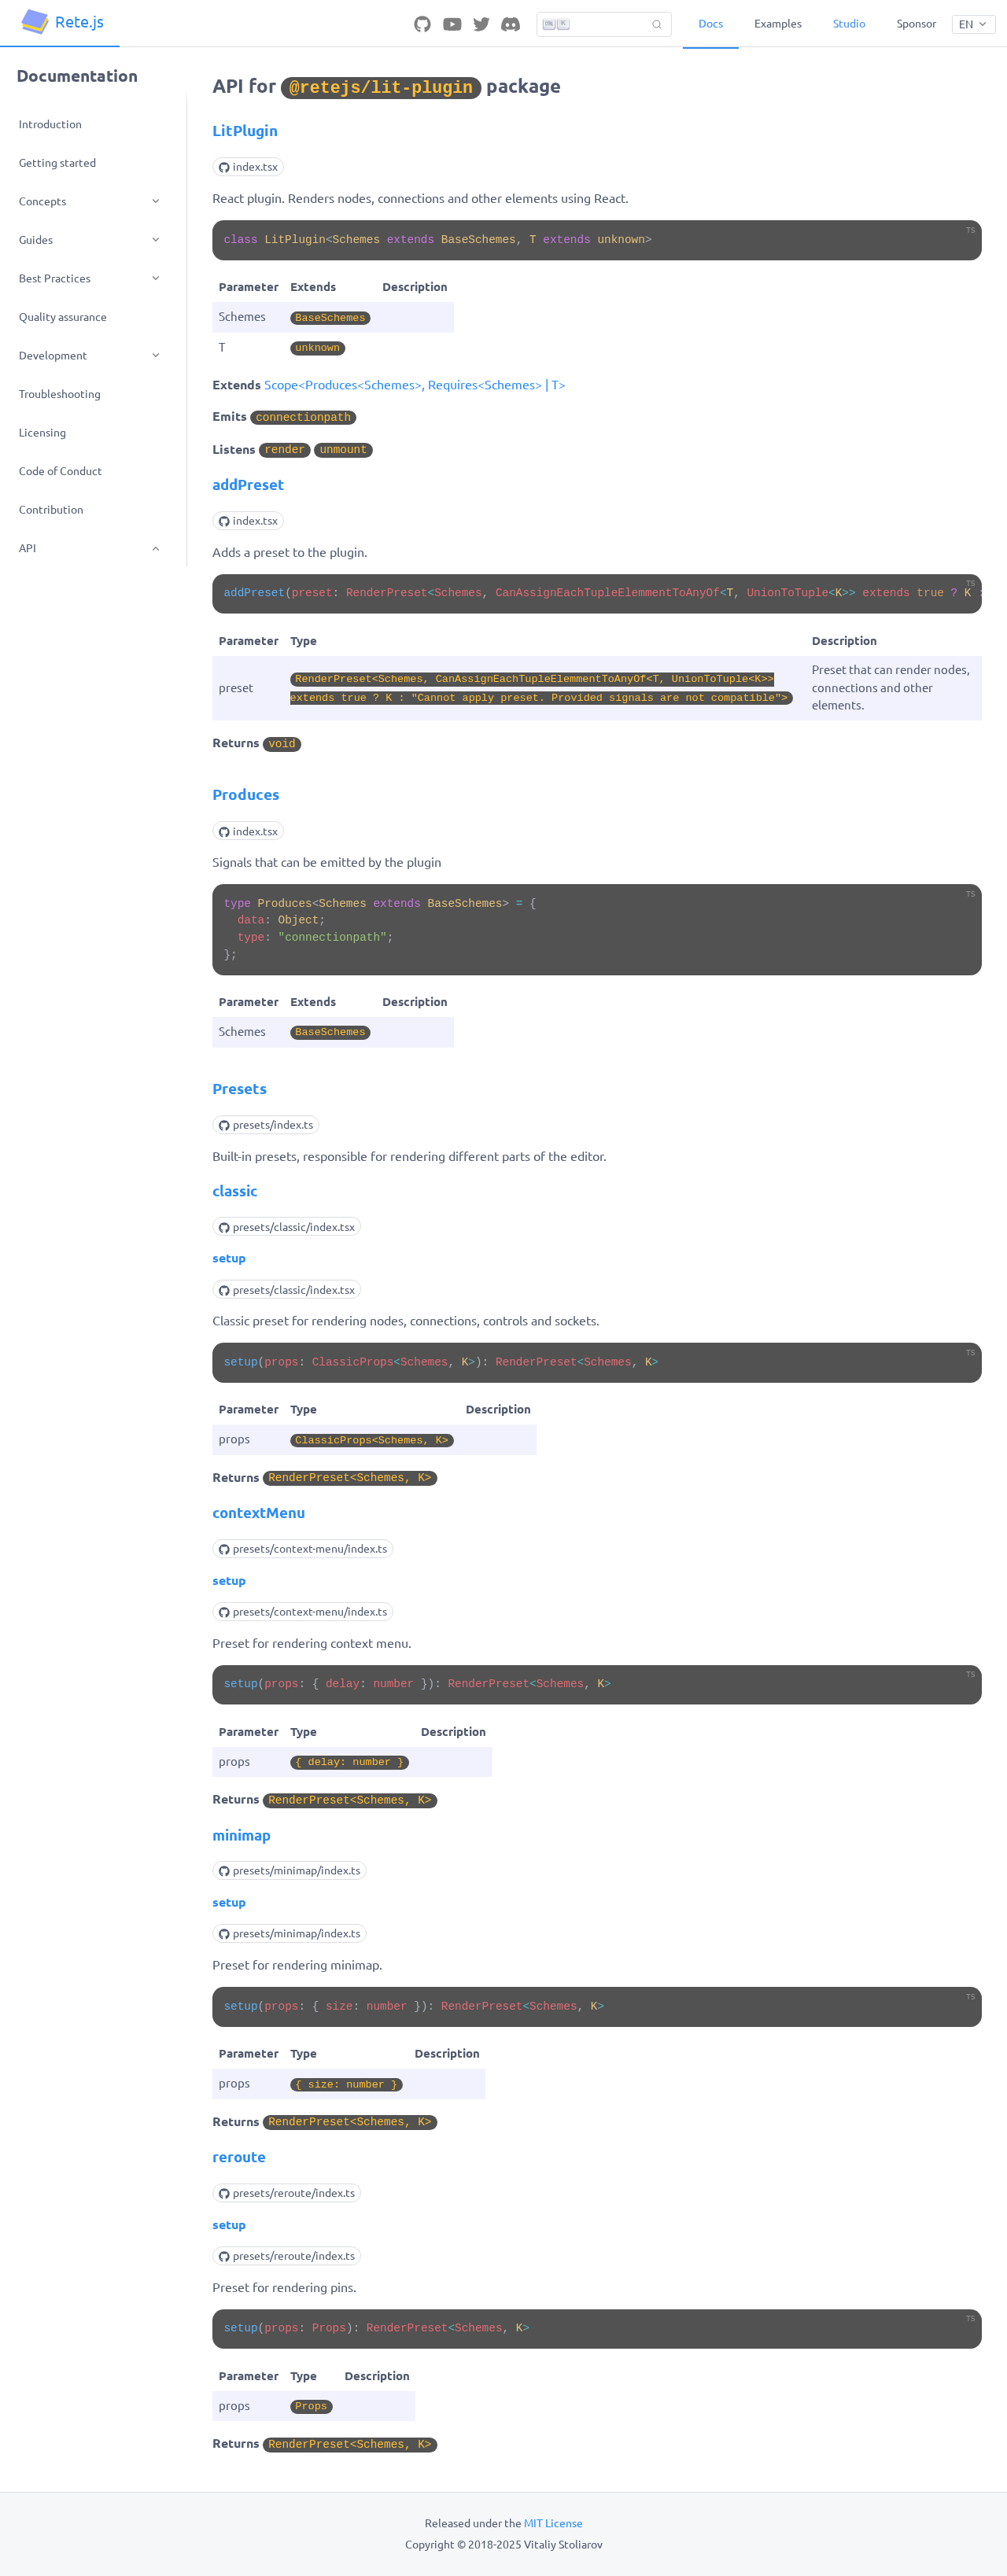 Rete.js
Docs
Examples
Studio
Sponsor
EN
Documentation
Introduction
Getting started
Concepts
Guides
Best Practices
Quality assurance
Development
Troubleshooting
Licensing
Code of Conduct
Contribution
API
API for @retejs/lit-plugin package
LitPlugin
index.tsx
React plugin. Renders nodes, connections and other elements using React.
TS
class LitPlugin<Schemes extends BaseSchemes, T extends unknown>
Parameter Extends Description
Schemes BaseSchemes
T unknown
Extends Scope<Produces<Schemes>, Requires<Schemes> | T>
Emits connectionpath
Listens render unmount
addPreset
index.tsx
Adds a preset to the plugin.
TS
addPreset(preset: RenderPreset<Schemes, CanAssignEachTupleElemmentToAnyOf<T, UnionToTuple<K>> extends true ? K :
Parameter Type Description
preset RenderPreset<Schemes, CanAssignEachTupleElemmentToAnyOf<T, UnionToTuple<K>> extends true ? K : "Cannot apply preset. Provided signals are not compatible"> Preset that can render nodes, connections and other elements.
Returns void
Produces
index.tsx
Signals that can be emitted by the plugin
TS
type Produces<Schemes extends BaseSchemes> = {
data: Object;
type: "connectionpath";
};
Parameter Extends Description
Schemes BaseSchemes
Presets
presets/index.ts
Built-in presets, responsible for rendering different parts of the editor.
classic
presets/classic/index.tsx
setup
presets/classic/index.tsx
Classic preset for rendering nodes, connections, controls and sockets.
TS
setup(props: ClassicProps<Schemes, K>): RenderPreset<Schemes, K>
Parameter Type Description
props ClassicProps<Schemes, K>
Returns RenderPreset<Schemes, K>
contextMenu
presets/context-menu/index.ts
setup
presets/context-menu/index.ts
Preset for rendering context menu.
TS
setup(props: { delay: number }): RenderPreset<Schemes, K>
Parameter Type Description
props { delay: number }
Returns RenderPreset<Schemes, K>
minimap
presets/minimap/index.ts
setup
presets/minimap/index.ts
Preset for rendering minimap.
TS
setup(props: { size: number }): RenderPreset<Schemes, K>
Parameter Type Description
props { size: number }
Returns RenderPreset<Schemes, K>
reroute
presets/reroute/index.ts
setup
presets/reroute/index.ts
Preset for rendering pins.
TS
setup(props: Props): RenderPreset<Schemes, K>
Parameter Type Description
props Props
Returns RenderPreset<Schemes, K>
Released under the MIT License
Copyright © 2018-2025 Vitaliy Stoliarov